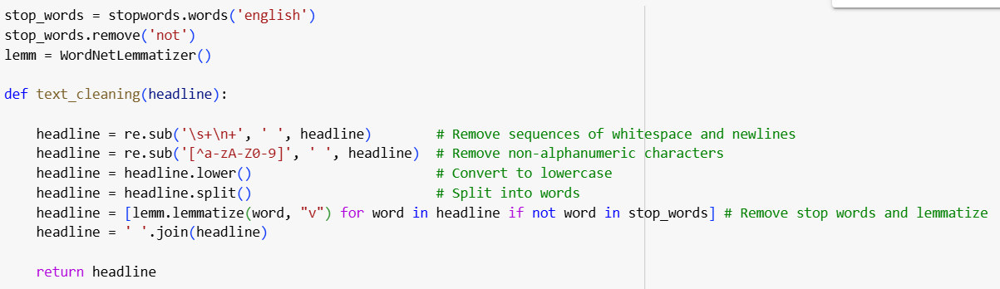 stop_words = stopwords.words('english')
stop_words.remove('not')
lemm = WordNetLemmatizer()
def text_cleaning(headline):
headline = re.sub('\s+\n+', ' ', headline) # Remove sequences of whitespace and newlines
headline = re.sub('[^a-zA-Z0-9]', ' ', headline) # Remove non-alphanumeric characters
headline = headline.lower() # Convert to lowercase
headline = headline.split() # Split into words
headline = [lemm.lemmatize(word, "v") for word in headline if not word in stop_words] # Remove stop words and lemmatize
headline = ' '.join(headline)
return headline